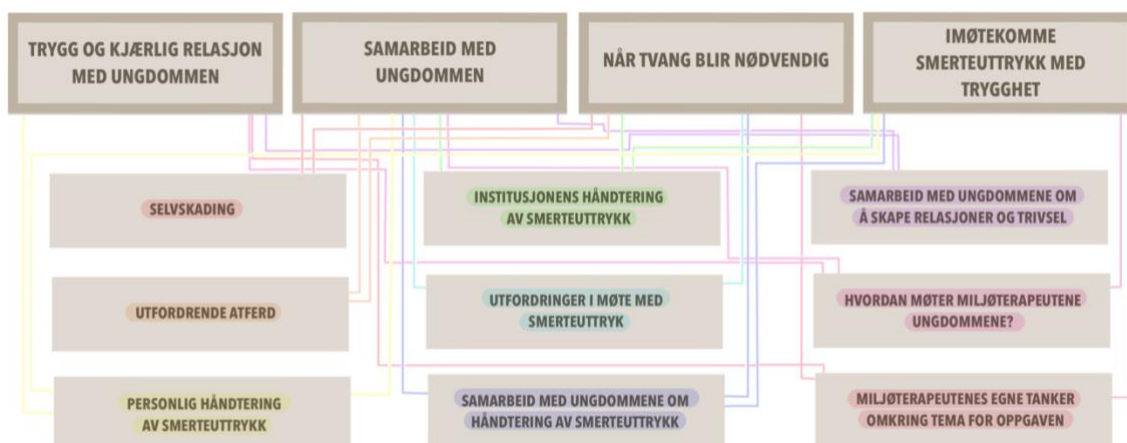 TRYGG OG KJÆRLIG RELASJON
MED UNGDOMMEN
SAMARBEID MED
UNGDOMMEN
NÅR TVANG BLIR NØDVENDIG
IMØTEKOMME
SMERTEUTTRYKK MED
TRYGGHET
SELVSKADING
INSTITUSJONENS HÅNDTERING
AV SMERTEUTTRYKK
SAMARBEID MED UNGDOMMENE OM
Å SKAPE RELASJONER OG TRIVSEL
UTFORDRENDE ATFERD
UTFORDRINGER I MØTE MED
SMERTEUTTRYK
HVORDAN MØTER MILJØTERAPEUTENE
UNGDOMMENE?
PERSONLIG HÅNDTERING
AV SMERTEUTTRYKK
SAMARBEID MED UNGDOMMENE OM
HÅNDTERING AV SMERTEUTTRYKK
MILJØTERAPEUTENES EGNE TANKER
OMKRING TEMA FOR OPPGAVEN